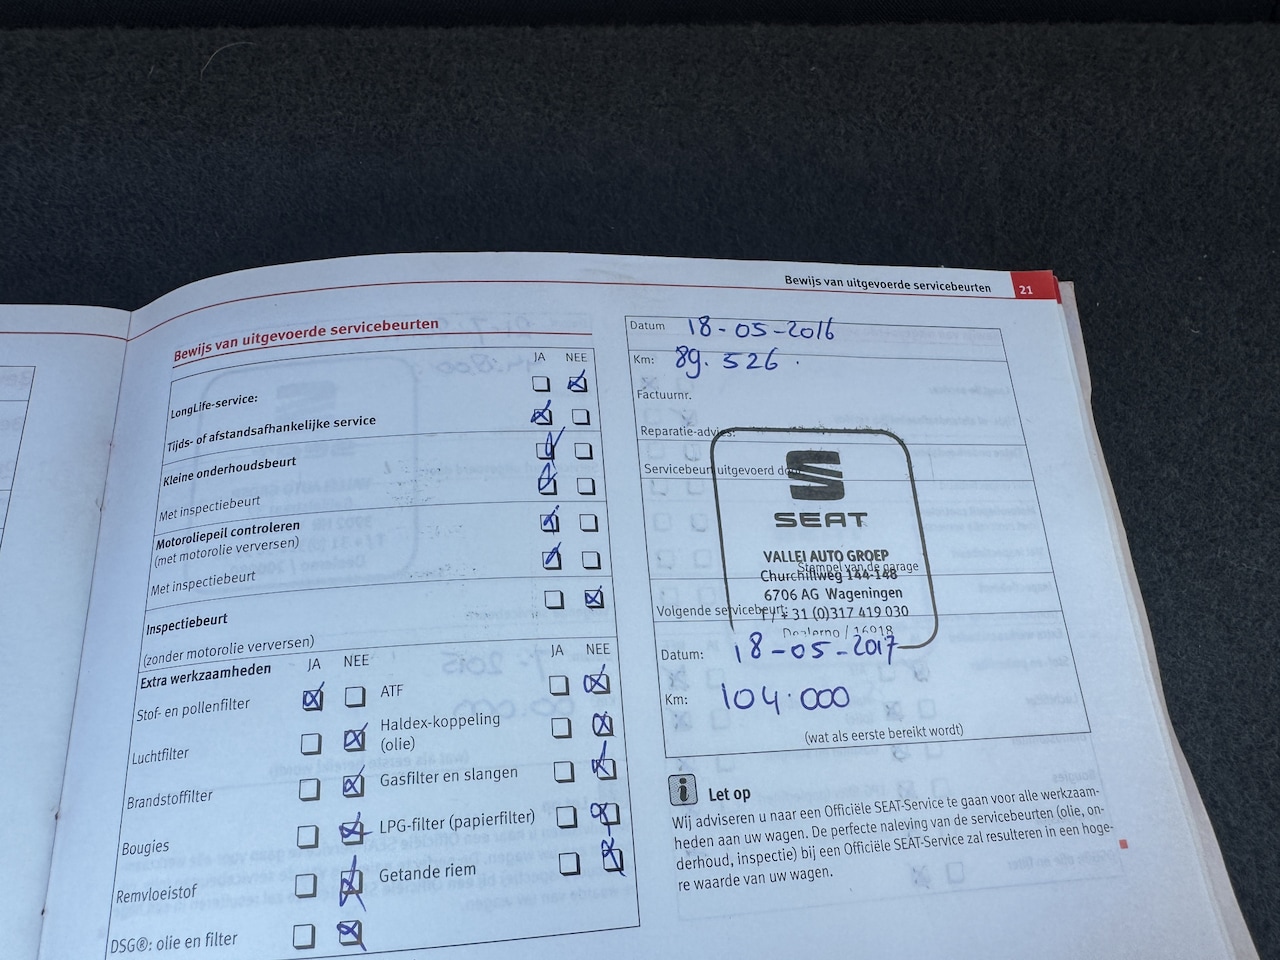 Bewijs van uitgevoerde servicebeurten 21
Bewijs van uitgevoerde servicebeurten
JA NEE
LongLife-service:
Tijds- of afstandsafhankelijke service
Kleine onderhoudsbeurt
Met inspectiebeurt
Motoroliepeil controleren
(met motorolie verversen)
Met inspectiebeurt
Inspectiebeurt
(zonder motorolie verversen)
Extra werkzaamheden JA NEE
Stof- en pollenfilter
Luchtfilter
Brandstoffilter
Bougies
Remvloeistof
DSG®: olie en filter
JA NEE
ATF
Haldex-koppeling
(olie)
Gasfilter en slangen
LPG-filter (papierfilter)
Getande riem
Datum 18-05-2016
Km: 89.526.
Factuurnr.
Reparatie-advies:
Servicebeurt uitgevoerd door
SEAT
VALLEI AUTO GROEP
Stempel van de garage
Churchillweg 144-148
6706 AG Wageningen
Volgende servicebeurt:
T / + 31 (0)317 419 030
Dealerno / 16018
Datum: 18-05-2017
Km: 104.000
(wat als eerste bereikt wordt)
i Let op
Wij adviseren u naar een Officiële SEAT-Service te gaan voor alle werkzaam-
heden aan uw wagen. De perfecte naleving van de servicebeurten (olie, on-
derhoud, inspectie) bij een Officiële SEAT-Service zal resulteren in een hoge-
re waarde van uw wagen.